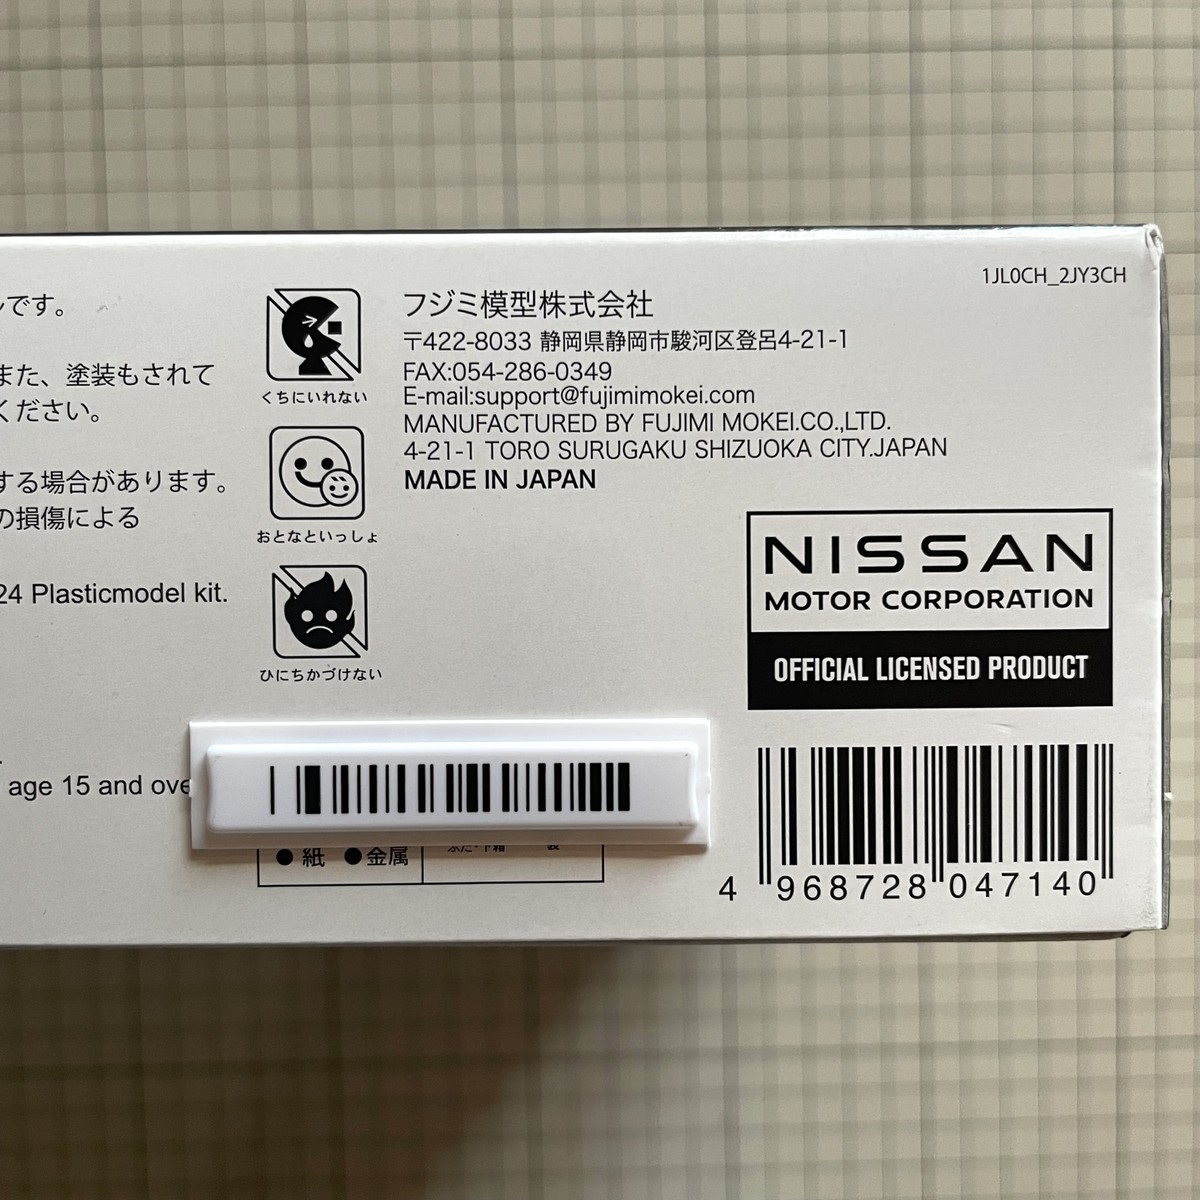 1JL0CH_2JY3CH
です。
また、塗装もされて
ください。
する場合があります。
の損傷による
24 Plasticmodel kit.
age 15 and ove
くちにいれない
おとなといっしょ
ひにちかづけない
フジミ模型株式会社
〒422-8033 静岡県静岡市駿河区登呂4-21-1
FAX:054-286-0349
E-mail:support@fujimimokei.com
MANUFACTURED BY FUJIMI MOKEI.CO.,LTD.
4-21-1 TORO SURUGAKU SHIZUOKA CITY.JAPAN
MADE IN JAPAN
NISSAN
MOTOR CORPORATION
OFFICIAL LICENSED PRODUCT
●紙 ●金属
4 968728 047140